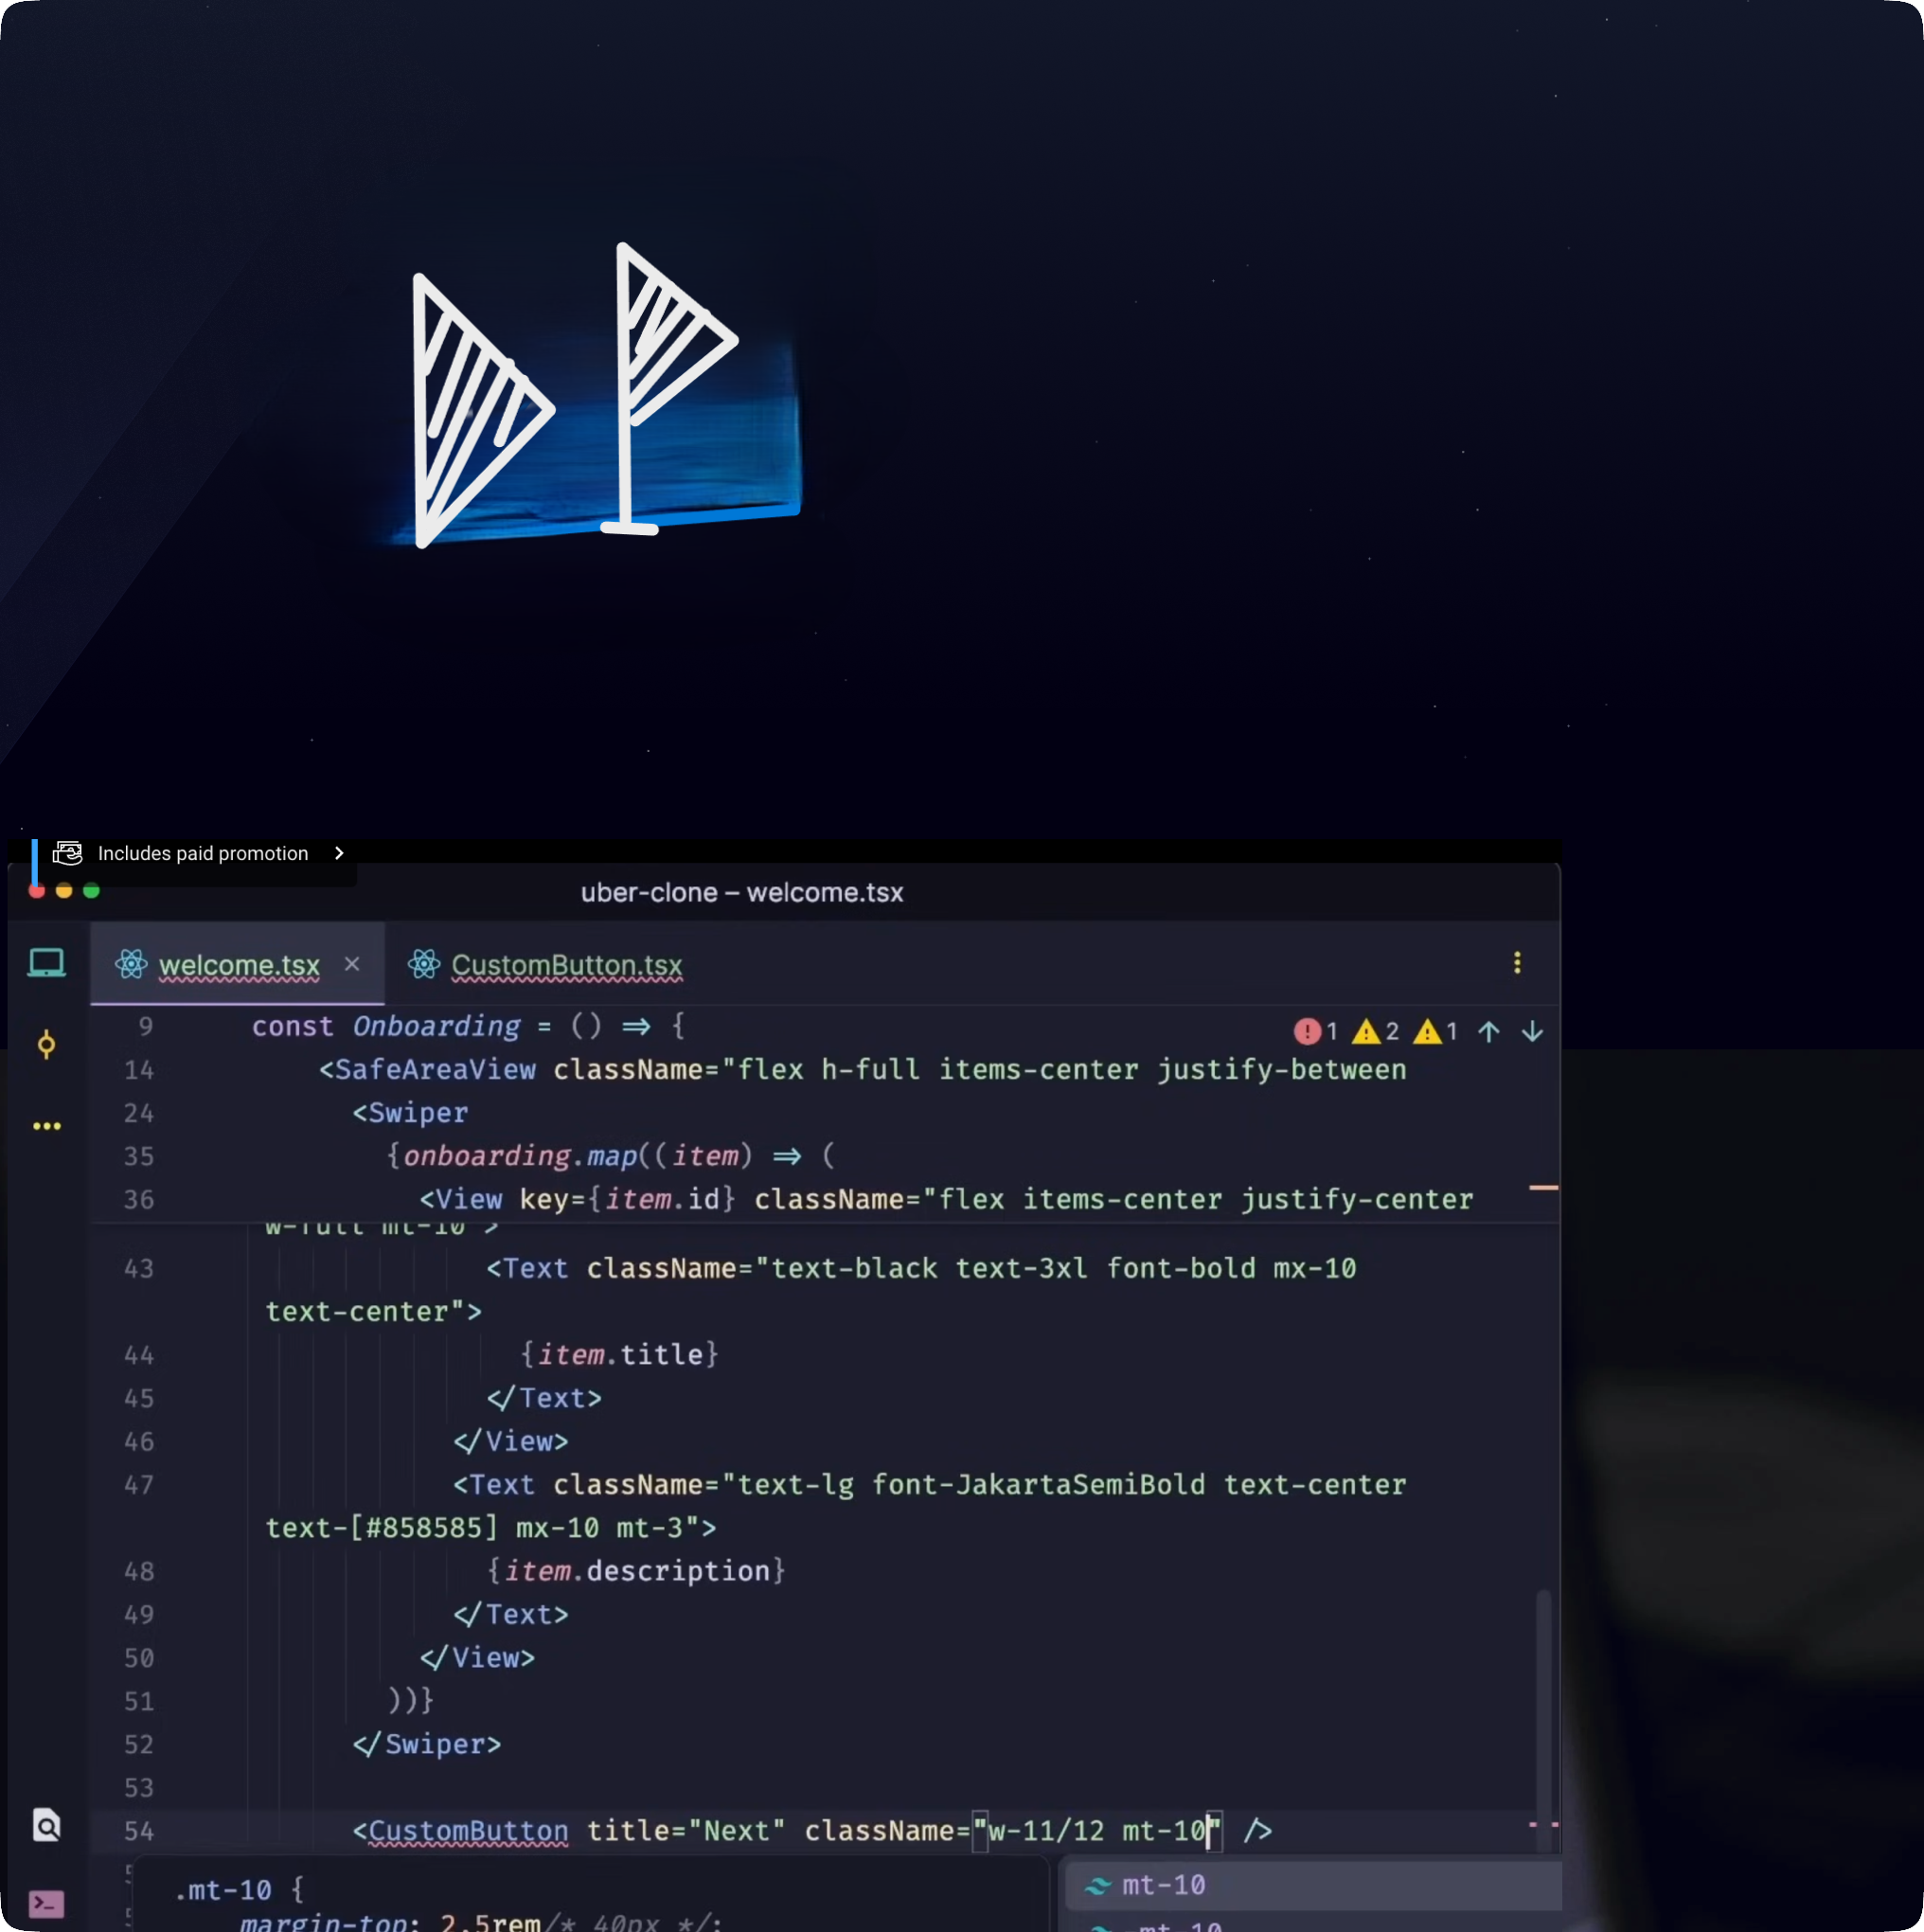 Includes paid promotion
uber-clone – welcome.tsx
welcome.tsx
CustomButton.tsx
9 const Onboarding = () => {
1 2 1
14 <SafeAreaView className="flex h-full items-center justify-between
24 <Swiper
35 {onboarding.map((item) => (
36 <View key={item.id} className="flex items-center justify-center
w-full mt-10">
43 <Text className="text-black text-3xl font-bold mx-10
text-center">
44 {item.title}
45 </Text>
46 </View>
47 <Text className="text-lg font-JakartaSemiBold text-center
text-[#858585] mx-10 mt-3">
48 {item.description}
49 </Text>
50 </View>
51 ))}
52 </Swiper>
53
54 <CustomButton title="Next" className="w-11/12 mt-10" />
.mt-10 {
margin-top: 2.5rem/* 40px */;
mt-10
-mt-10